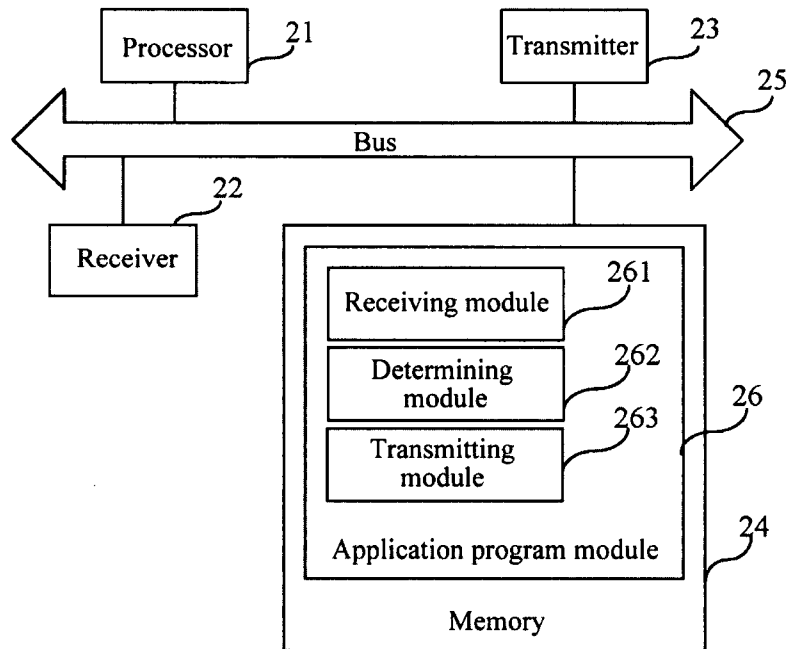 Processor
21
Transmitter
23
25
Bus
22
Receiver
Receiving module
261
Determining
module
262
Transmitting
module
263
26
Application program module
24
Memory